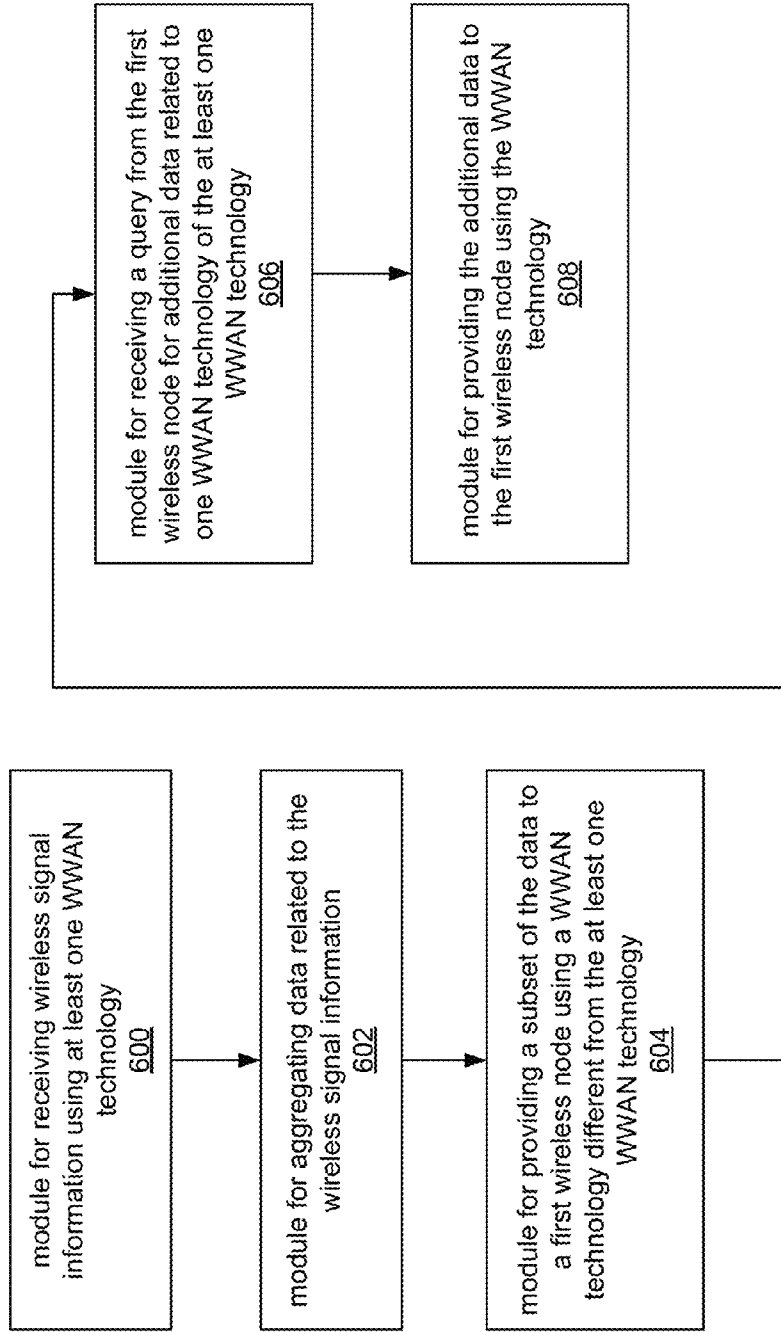 module for receiving wireless signal
information using at least one WWAN
technology
600
module for aggregating data related to the
wireless signal information
602
module for providing a subset of the data to
a first wireless node using a WWAN
technology different from the at least one
WWAN technology
604
module for receiving a query from the first
wireless node for additional data related to
one WWAN technology of the at least one
WWAN technology
606
module for providing the additional data to
the first wireless node using the WWAN
technology
608